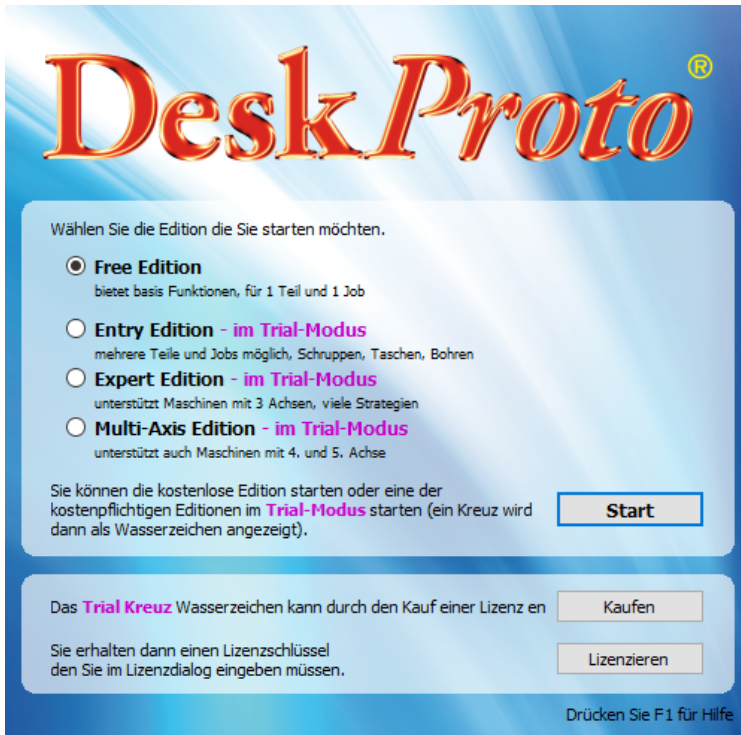 DeskProto®
Wählen Sie die Edition die Sie starten möchten.
Free Edition
bietet basis Funktionen, für 1 Teil und 1 Job
Entry Edition - im Trial-Modus
mehrere Teile und Jobs möglich, Schruppen, Taschen, Bohren
Expert Edition - im Trial-Modus
unterstützt Maschinen mit 3 Achsen, viele Strategien
Multi-Axis Edition - im Trial-Modus
unterstützt auch Maschinen mit 4. und 5. Achse
Sie können die kostenlose Edition starten oder eine der
kostenpflichtigen Editionen im Trial-Modus starten (ein Kreuz wird
dann als Wasserzeichen angezeigt).
Start
Das Trial Kreuz Wasserzeichen kann durch den Kauf einer Lizenz en
Kaufen
Sie erhalten dann einen Lizenzschlüssel
den Sie im Lizenzdialog eingeben müssen.
Lizenzieren
Drücken Sie F1 für Hilfe